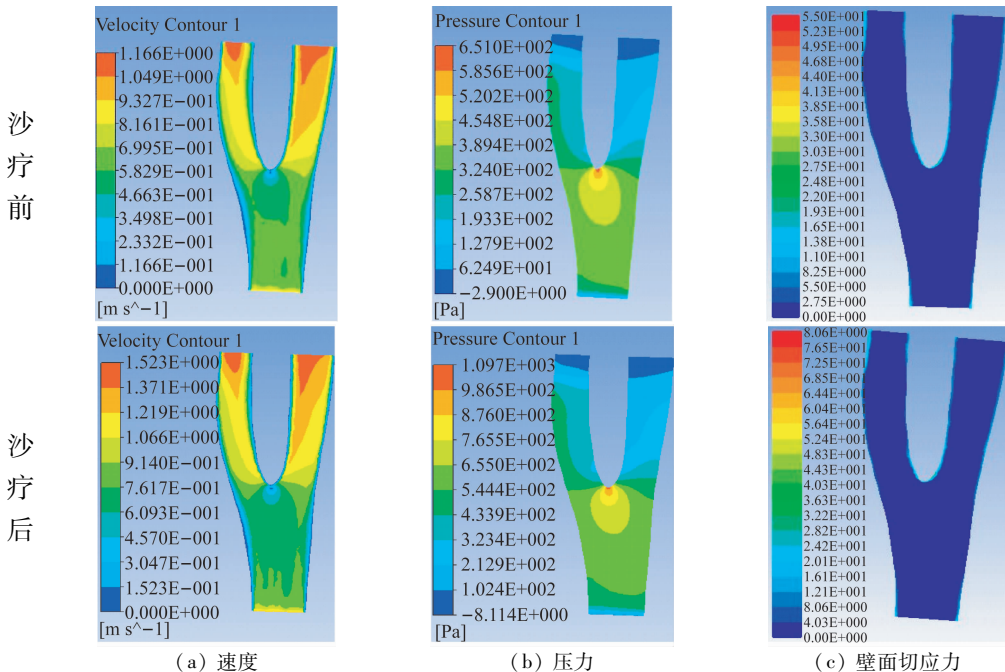 沙疗前
Velocity Contour 1
1.166E+000
1.049E+000
9.327E−001
8.161E−001
6.995E−001
5.829E−001
4.663E−001
3.498E−001
2.332E−001
1.166E−001
0.000E+000
[m s^−1]
Pressure Contour 1
6.510E+002
5.856E+002
5.202E+002
4.548E+002
3.894E+002
3.240E+002
2.587E+002
1.933E+002
1.279E+002
6.249E+001
−2.900E+000
[Pa]
5.50E+001
5.23E+001
4.95E+001
4.68E+001
4.40E+001
4.13E+001
3.85E+001
3.58E+001
3.30E+001
3.03E+001
2.75E+001
2.48E+001
2.20E+001
1.93E+001
1.65E+001
1.38E+001
1.10E+001
8.25E+000
5.50E+000
2.75E+000
0.00E+000
沙疗后
Velocity Contour 1
1.523E+000
1.371E+000
1.219E+000
1.066E+000
9.140E−001
7.617E−001
6.093E−001
4.570E−001
3.047E−001
1.523E−001
0.000E+000
[m s^−1]
Pressure Contour 1
1.097E+003
9.865E+002
8.760E+002
7.655E+002
6.550E+002
5.444E+002
4.339E+002
3.234E+002
2.129E+002
1.024E+002
−8.114E+000
[Pa]
8.06E+001
7.65E+001
7.25E+001
6.85E+001
6.44E+001
6.04E+001
5.64E+001
5.24E+001
4.83E+001
4.43E+001
4.03E+001
3.63E+001
3.22E+001
2.82E+001
2.42E+001
2.01E+001
1.61E+001
1.21E+001
8.06E+000
4.03E+000
0.00E+000
(a) 速度
(b) 压力
(c) 壁面切应力